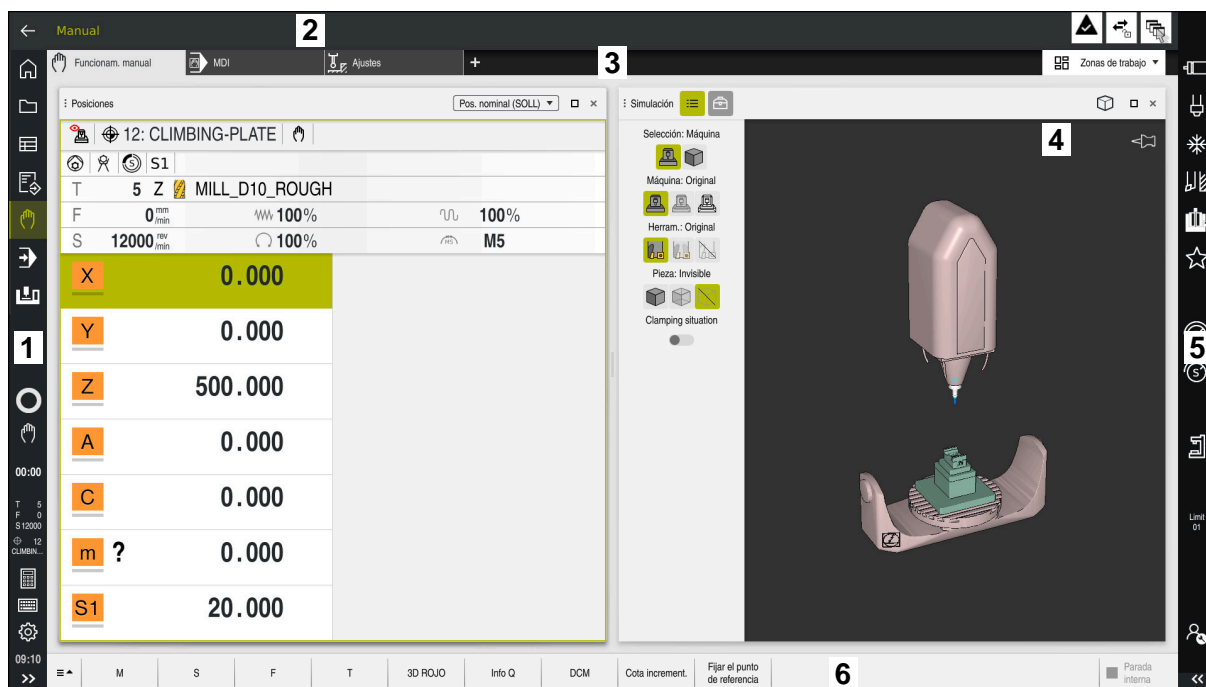 Manual
2
Funcionam. manual
MDI
Ajustes
+
3
Zonas de trabajo
Posiciones
Pos. nominal (SOLL)
12: CLIMBING-PLATE
S1
T 5 Z MILL_D10_ROUGH
F 0 mm/min 100% 100%
S 12000 rev/min 100% M5
X 0.000
Y 0.000
Z 500.000
A 0.000
C 0.000
m ? 0.000
S1 20.000
Simulación
Selección: Máquina
Máquina: Original
Herram.: Original
Pieza: Invisible
Clamping situation
4
1
00:00
T 5
F 0
S 12000
12
CLIMBIN...
09:10
5
S
Limit
01
M
S
F
T
3D ROJO
Info Q
DCM
Cota increment.
Fijar el punto
de referencia
6
Parada
interna